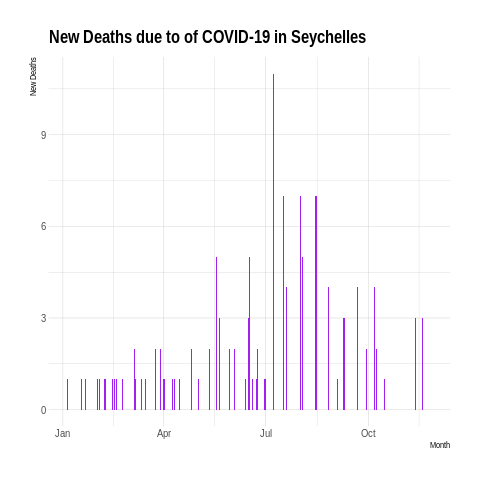 New Deaths due to of COVID-19 in Seychelles
New Deaths
9
6
3
0
Jan Apr Jul Oct
Month